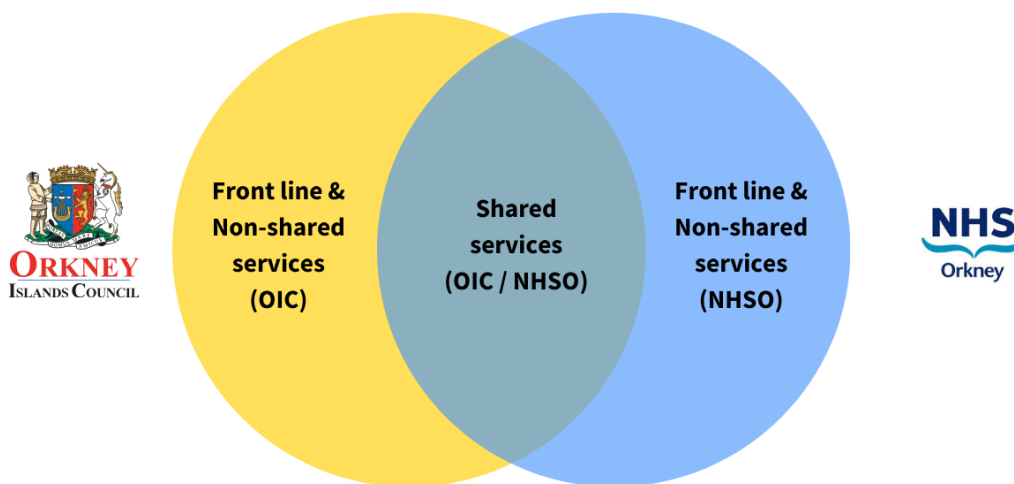 ORKNEY
ISLANDS COUNCIL
Front line &
Non-shared
services
(OIC)
Shared
services
(OIC / NHSO)
Front line &
Non-shared
services
(NHSO)
NHS
Orkney